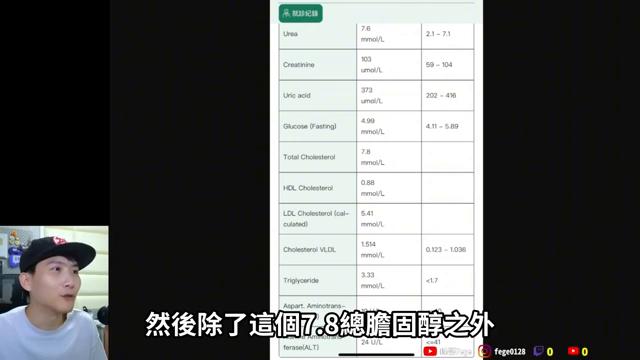 就診紀錄
Urea 7.6 mmol/L 2.1 – 7.1
Creatinine 103 umol/L 59 – 104
Uric acid 373 umol/L 202 – 416
Glucose (Fasting) 4.99 mmol/L 4.11 – 5.89
Total Cholesterol 7.8 mmol/L
HDL Cholesterol 0.88 mmol/L
LDL Cholesterol (cal-
culated) 5.41 mmol/L
Cholesterol VLDL 1.514 mmol/L 0.123 – 1.036
Triglyceride 3.33 mmol/L <1.7
Aspart. Aminotrans-
ferase(ALT) 24 U/L <=41
然後除了這個7.8總膽固醇之外
fege0128 0 0